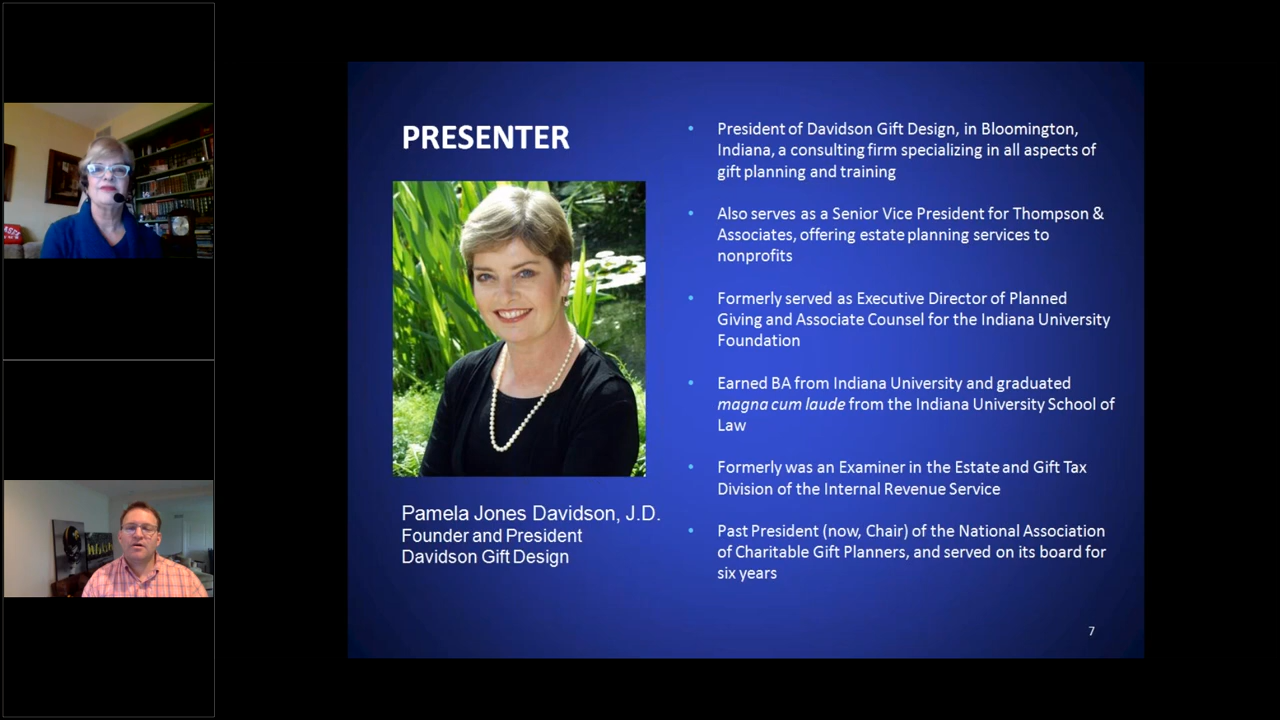 PRESENTER
Pamela Jones Davidson, J.D.
Founder and President
Davidson Gift Design
• President of Davidson Gift Design, in Bloomington,
Indiana, a consulting firm specializing in all aspects of
gift planning and training
• Also serves as a Senior Vice President for Thompson &
Associates, offering estate planning services to
nonprofits
• Formerly served as Executive Director of Planned
Giving and Associate Counsel for the Indiana University
Foundation
• Earned BA from Indiana University and graduated
magna cum laude from the Indiana University School of
Law
• Formerly was an Examiner in the Estate and Gift Tax
Division of the Internal Revenue Service
• Past President (now, Chair) of the National Association
of Charitable Gift Planners, and served on its board for
six years
7